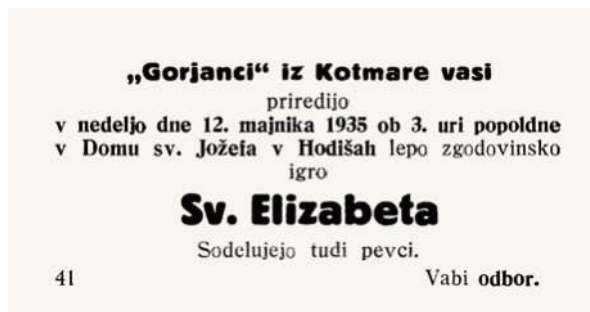 „Gorjanci“ iz Kotmare vasi
priredijo
v nedeljo dne 12. majnika 1935 ob 3. uri popoldne
v Domu sv. Jožefa v Hodišah lepo zgodovinsko
igro
Sv. Elizabeta
Sodelujejo tudi pevci.
41 Vabi odbor.